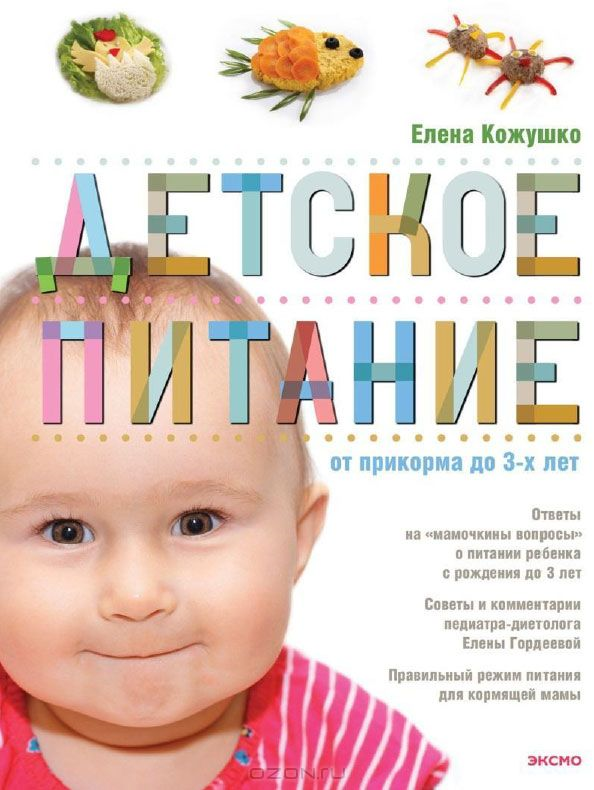 Елена Кожушко
ДЕТСКОЕ
ПИТАНИЕ
от прикорма до 3-х лет
Ответы
на «мамочкины вопросы»
о питании ребенка
с рождения до 3 лет
Советы и комментарии
педиатра-диетолога
Елены Гордеевой
Правильный режим питания
для кормящей мамы
эксмо
ozon.ru